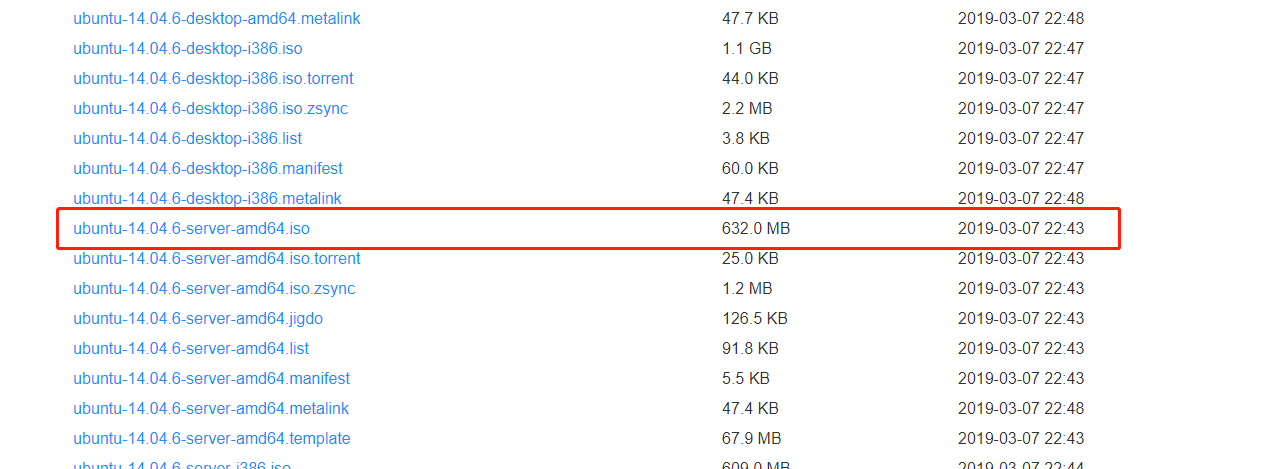 ubuntu-14.04.6-desktop-amd64.metalink 47.7 KB 2019-03-07 22:48
ubuntu-14.04.6-desktop-i386.iso 1.1 GB 2019-03-07 22:47
ubuntu-14.04.6-desktop-i386.iso.torrent 44.0 KB 2019-03-07 22:47
ubuntu-14.04.6-desktop-i386.iso.zsync 2.2 MB 2019-03-07 22:47
ubuntu-14.04.6-desktop-i386.list 3.8 KB 2019-03-07 22:47
ubuntu-14.04.6-desktop-i386.manifest 60.0 KB 2019-03-07 22:47
ubuntu-14.04.6-desktop-i386.metalink 47.4 KB 2019-03-07 22:48
ubuntu-14.04.6-server-amd64.iso 632.0 MB 2019-03-07 22:43
ubuntu-14.04.6-server-amd64.iso.torrent 25.0 KB 2019-03-07 22:43
ubuntu-14.04.6-server-amd64.iso.zsync 1.2 MB 2019-03-07 22:43
ubuntu-14.04.6-server-amd64.jigdo 126.5 KB 2019-03-07 22:43
ubuntu-14.04.6-server-amd64.list 91.8 KB 2019-03-07 22:43
ubuntu-14.04.6-server-amd64.manifest 5.5 KB 2019-03-07 22:43
ubuntu-14.04.6-server-amd64.metalink 47.4 KB 2019-03-07 22:48
ubuntu-14.04.6-server-amd64.template 67.9 MB 2019-03-07 22:43
ubuntu-14.04.6-server-i386.iso 609.0 MB 2019-03-07 22:44